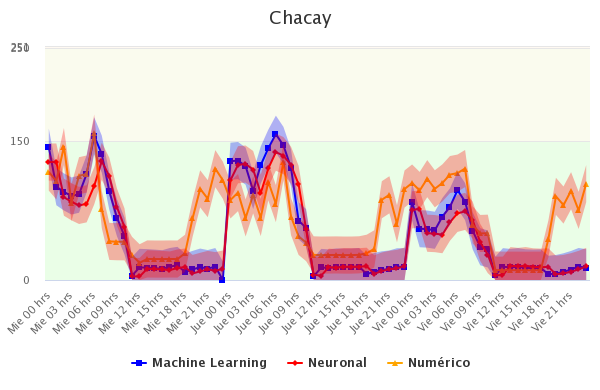 Chacay
150
0
Mie 00 hrs
Mie 03 hrs
Mie 06 hrs
Mie 09 hrs
Mie 12 hrs
Mie 15 hrs
Mie 18 hrs
Mie 21 hrs
Jue 00 hrs
Jue 03 hrs
Jue 06 hrs
Jue 09 hrs
Jue 12 hrs
Jue 15 hrs
Jue 18 hrs
Jue 21 hrs
Vie 00 hrs
Vie 03 hrs
Vie 06 hrs
Vie 09 hrs
Vie 12 hrs
Vie 15 hrs
Vie 18 hrs
Vie 21 hrs
Machine Learning Neuronal Numérico